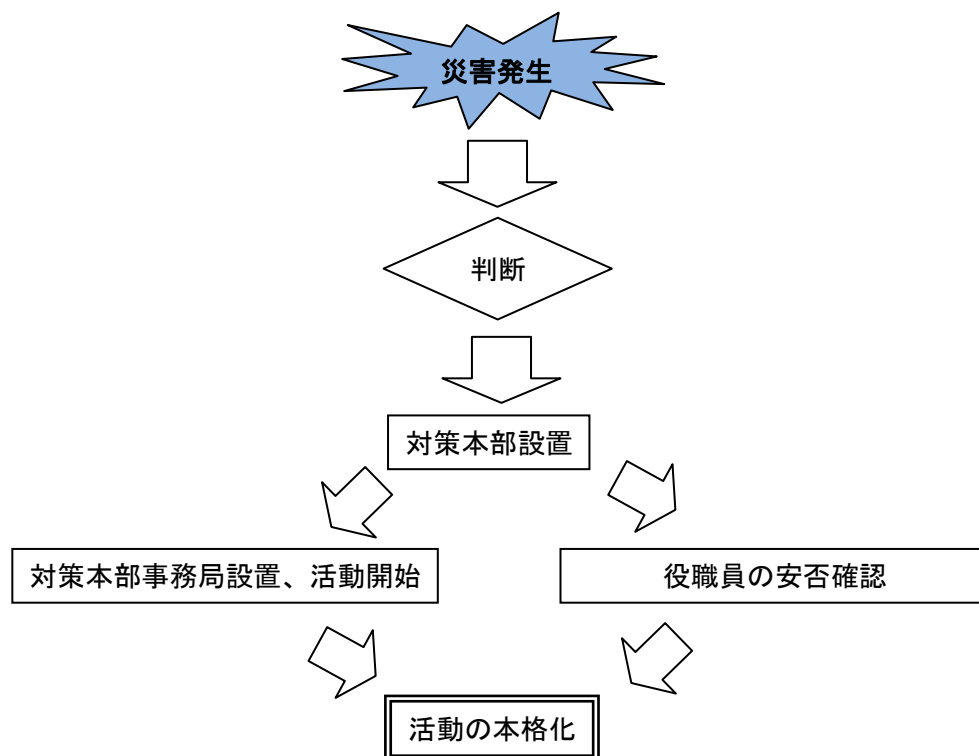 災害発生
判断
対策本部設置
対策本部事務局設置、活動開始
役職員の安否確認
活動の本格化